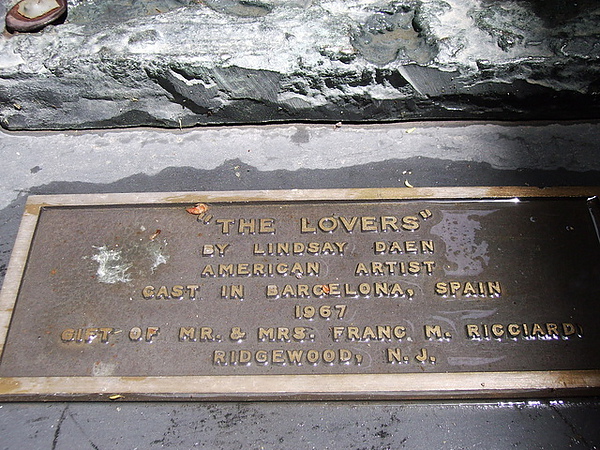 "THE LOVERS"
BY LINDSAY DAEN
AMERICAN ARTIST
CAST IN BARCELONA, SPAIN
1967
GIFT OF MR. & MRS. FRANC M. RICCIARDI
RIDGEWOOD, N.J.